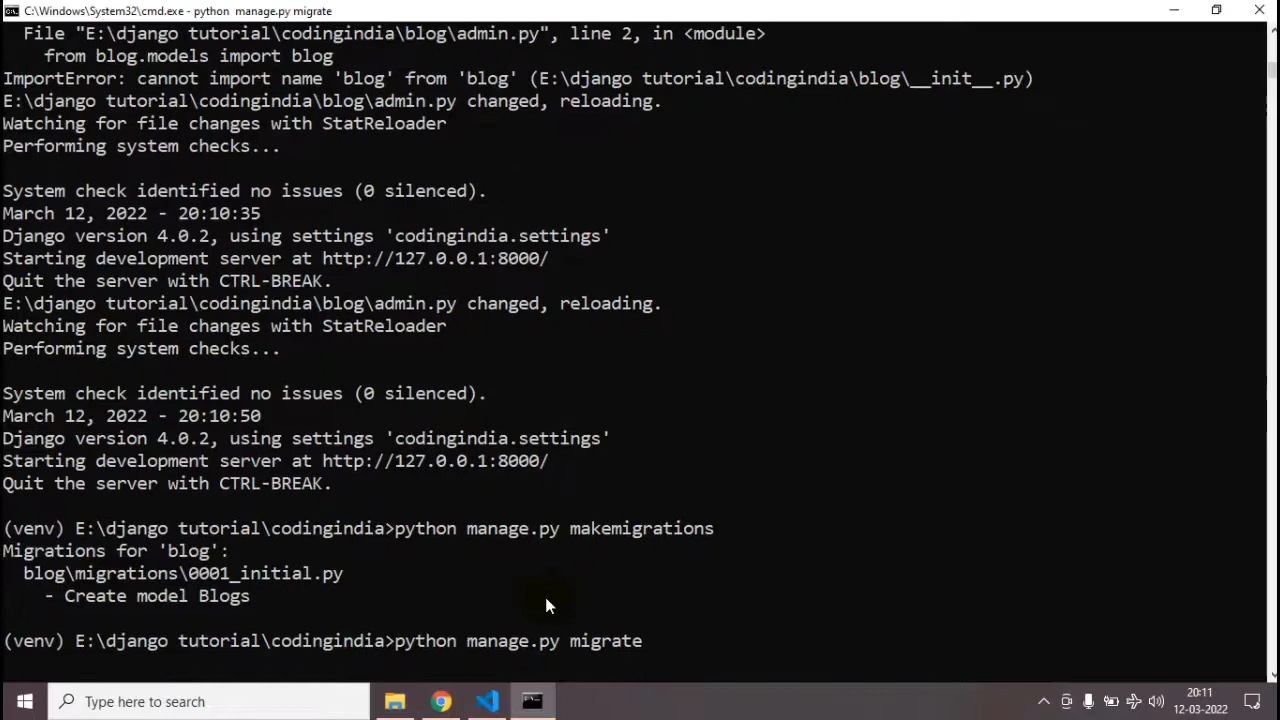 C:\Windows\System32\cmd.exe - python  manage.py migrate
File "E:\django tutorial\codingindia\blog\admin.py", line 2, in <module>
from blog.models import blog
ImportError: cannot import name 'blog' from 'blog' (E:\django tutorial\codingindia\blog\__init__.py)
E:\django tutorial\codingindia\blog\admin.py changed, reloading.
Watching for file changes with StatReloader
Performing system checks...
System check identified no issues (0 silenced).
March 12, 2022 - 20:10:35
Django version 4.0.2, using settings 'codingindia.settings'
Starting development server at http://127.0.0.1:8000/
Quit the server with CTRL-BREAK.
E:\django tutorial\codingindia\blog\admin.py changed, reloading.
Watching for file changes with StatReloader
Performing system checks...
System check identified no issues (0 silenced).
March 12, 2022 - 20:10:50
Django version 4.0.2, using settings 'codingindia.settings'
Starting development server at http://127.0.0.1:8000/
Quit the server with CTRL-BREAK.
(venv) E:\django tutorial\codingindia>python manage.py makemigrations
Migrations for 'blog':
blog\migrations\0001_initial.py
- Create model Blogs
(venv) E:\django tutorial\codingindia>python manage.py migrate
Type here to search
20:11
12-03-2022